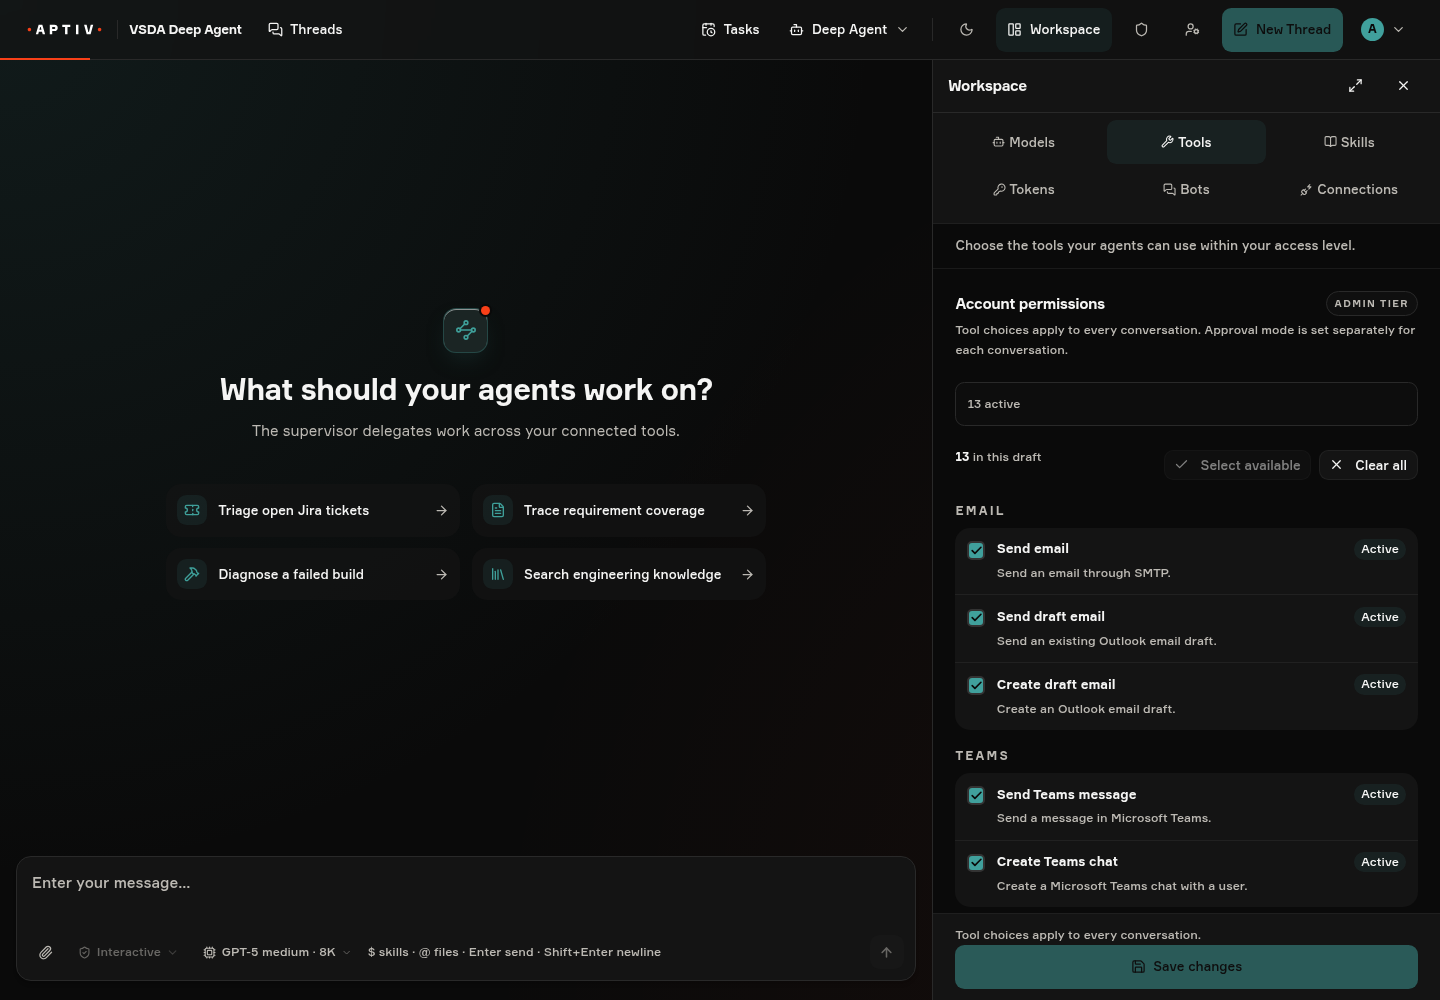 APTIV
VSDA Deep Agent
Threads
Tasks
Deep Agent
Workspace
New Thread
A
What should your agents work on?
The supervisor delegates work across your connected tools.
Triage open Jira tickets
Trace requirement coverage
Diagnose a failed build
Search engineering knowledge
Enter your message...
Interactive
GPT-5 medium · 8K
$ skills · @ files · Enter send · Shift+Enter newline
Workspace
Models
Tools
Skills
Tokens
Bots
Connections
Choose the tools your agents can use within your access level.
Account permissions
ADMIN TIER
Tool choices apply to every conversation. Approval mode is set separately for
each conversation.
13 active
13 in this draft
Select available
Clear all
EMAIL
Send email
Active
Send an email through SMTP.
Send draft email
Active
Send an existing Outlook email draft.
Create draft email
Active
Create an Outlook email draft.
TEAMS
Send Teams message
Active
Send a message in Microsoft Teams.
Create Teams chat
Active
Create a Microsoft Teams chat with a user.
Tool choices apply to every conversation.
Save changes